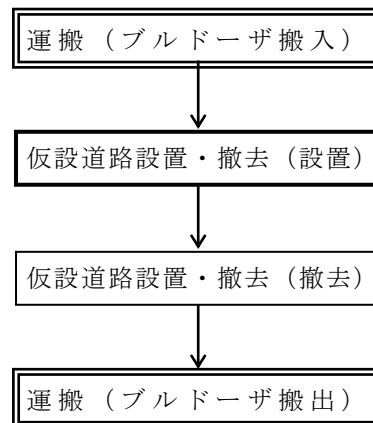 運搬（ブルドーザ搬入）
仮設道路設置・撤去（設置）
仮設道路設置・撤去（撤去）
運搬（ブルドーザ搬出）